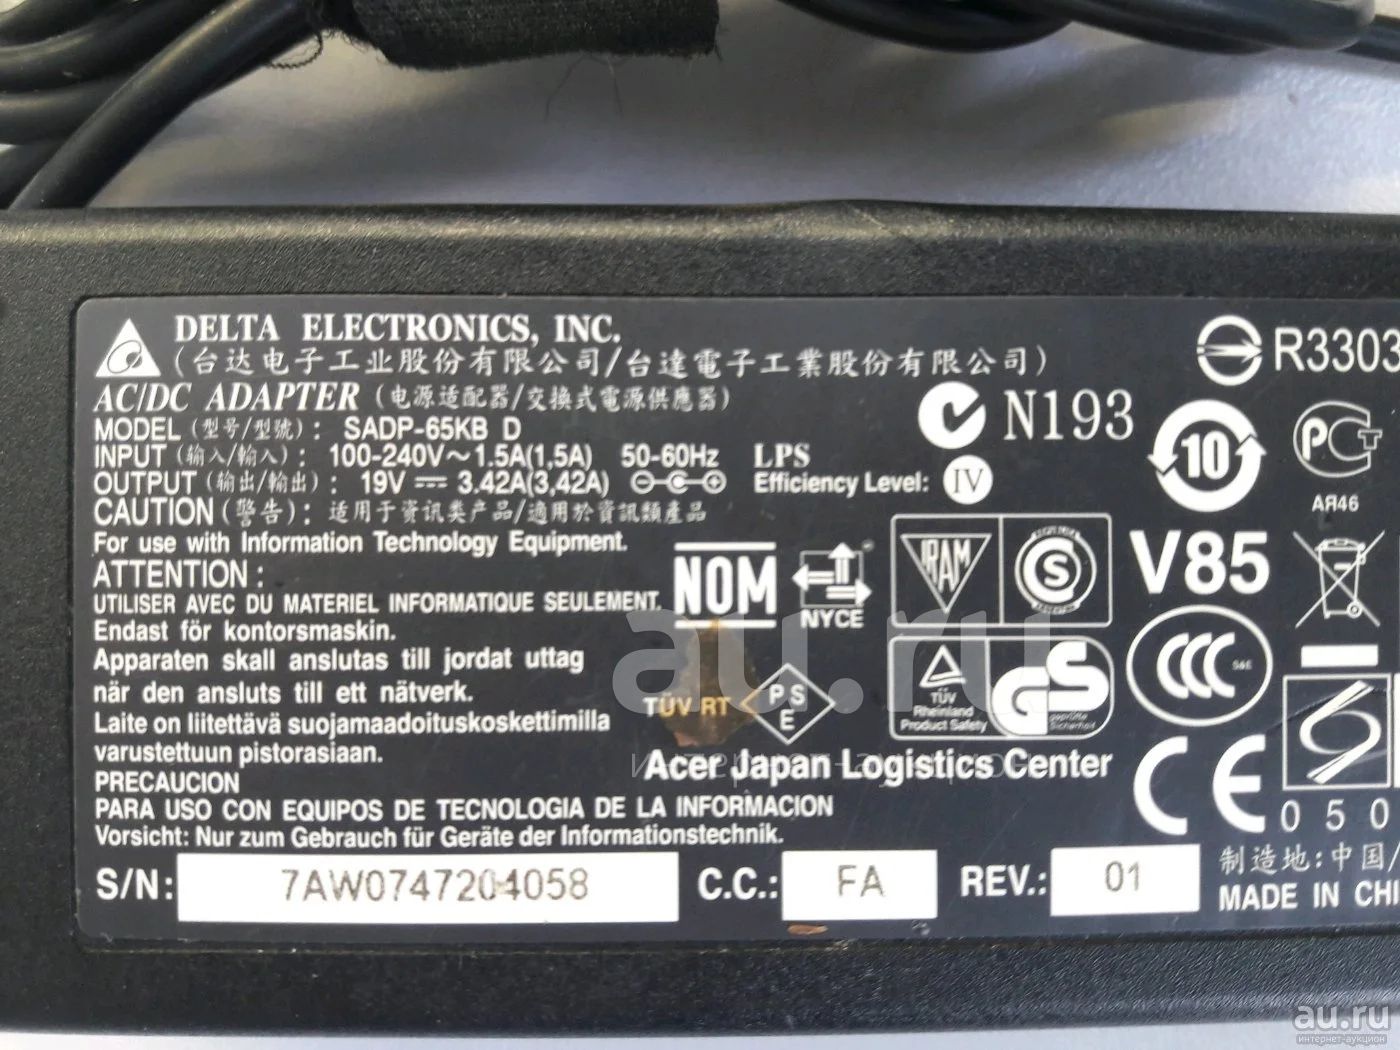 DELTA ELECTRONICS, INC.
(台达电子工业股份有限公司/台達電子工業股份有限公司)
AC/DC ADAPTER (电源适配器/交換式電源供應器)
MODEL (型号/型號): SADP-65KB D
INPUT (输入/輸入): 100-240V~1.5A(1,5A) 50-60Hz LPS
OUTPUT (输出/輸出): 19V ⎓ 3.42A(3,42A) Efficiency Level: IV
CAUTION (警告): 适用于资讯类产品/適用於資訊類產品
For use with Information Technology Equipment.
ATTENTION :
UTILISER AVEC DU MATERIEL INFORMATIQUE SEULEMENT.
Endast för kontorsmaskin.
Apparaten skall anslutas till jordat uttag
när den ansluts till ett nätverk.
Laite on liitettävä suojamaadoituskoskettimilla
varustettuun pistorasiaan.
PRECAUCION
PARA USO CON EQUIPOS DE TECNOLOGIA DE LA INFORMACION
Vorsicht: Nur zum Gebrauch für Geräte der Informationstechnik.
S/N: 7AW0747204058 C.C.: FA REV.: 01
R3303
N193
10
PCT
АЯ46
NOM
NYCE
IRAM
S
V85
TÜV RT
PSE
TÜV
Rheinland
Product Safety
GS
geprüfte
Sicherheit
CCC
S&E
Acer Japan Logistics Center
CE
050
制造地:中国/
MADE IN CHI
au.ru
интернет-аукцион
au.ru
интернет-аукцион